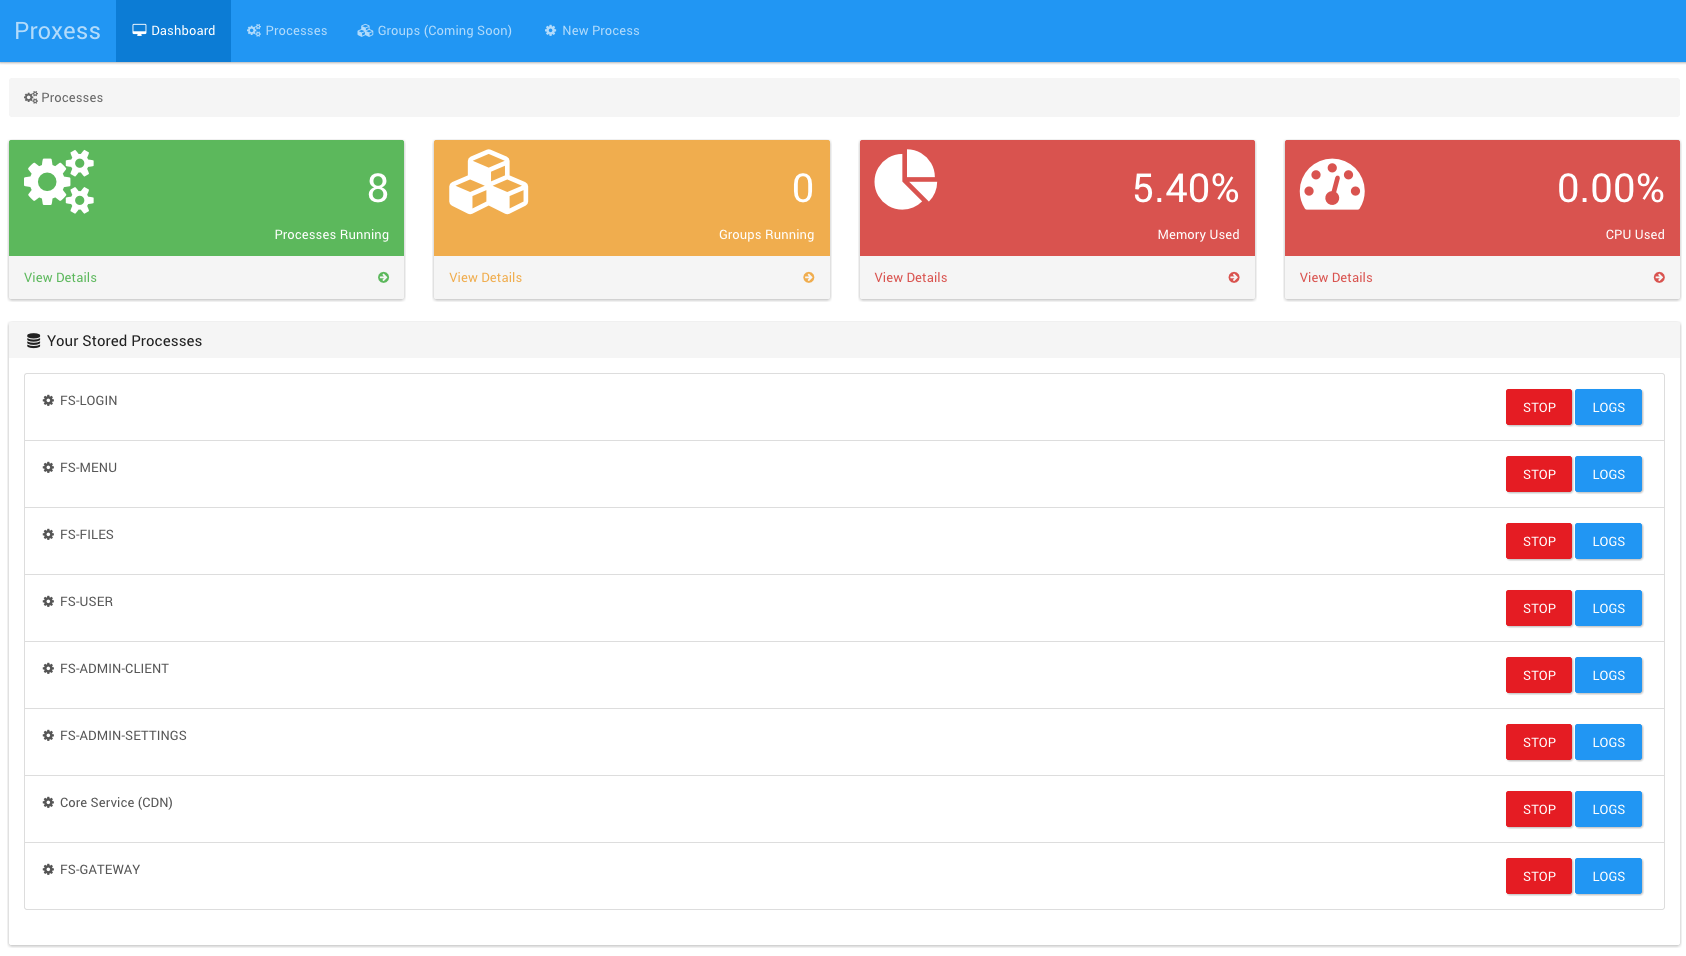 Proxess
Dashboard
Processes
Groups (Coming Soon)
New Process
Processes
8
Processes Running
View Details
0
Groups Running
View Details
5.40%
Memory Used
View Details
0.00%
CPU Used
View Details
Your Stored Processes
FS-LOGIN STOP LOGS
FS-MENU STOP LOGS
FS-FILES STOP LOGS
FS-USER STOP LOGS
FS-ADMIN-CLIENT STOP LOGS
FS-ADMIN-SETTINGS STOP LOGS
Core Service (CDN) STOP LOGS
FS-GATEWAY STOP LOGS